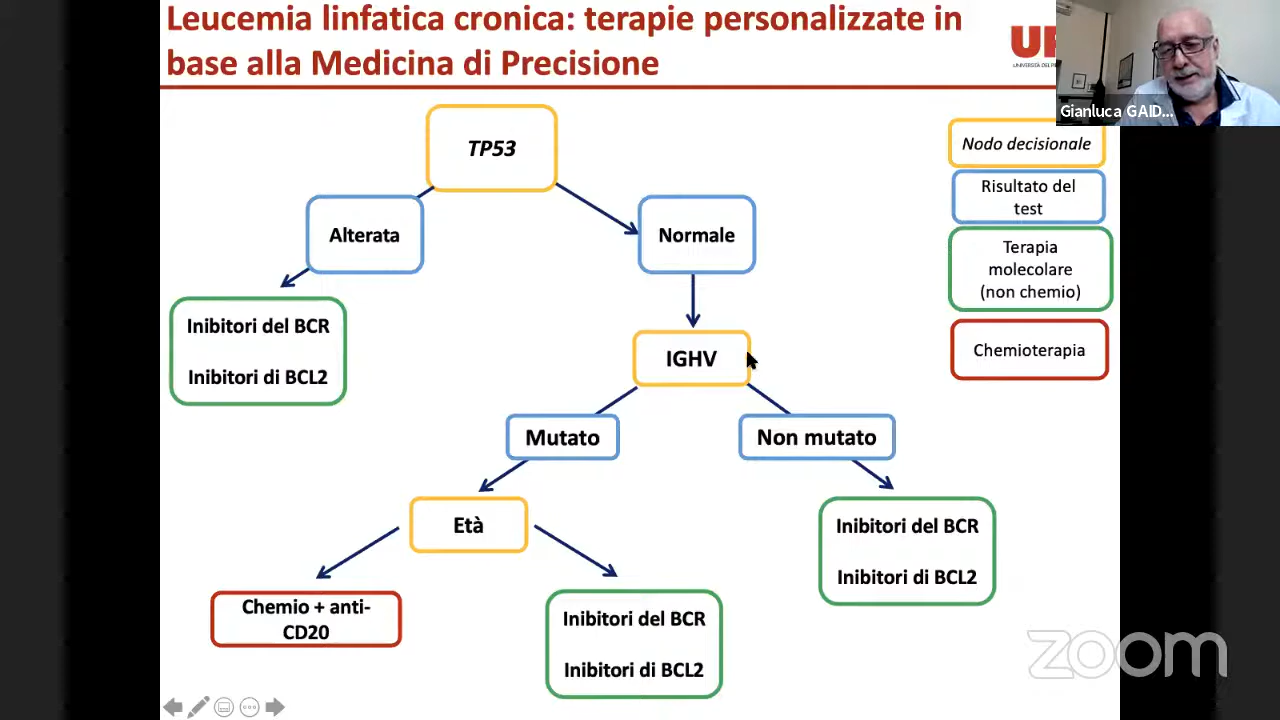 Leucemia linfatica cronica: terapie personalizzate in
base alla Medicina di Precisione
UP
Gianluca GAID...
TP53
Nodo decisionale
Risultato del
test
Alterata
Normale
Terapia
molecolare
(non chemio)
Inibitori del BCR
Inibitori di BCL2
IGHV
Chemioterapia
Mutato
Non mutato
Età
Inibitori del BCR
Inibitori di BCL2
Chemio + anti-
CD20
Inibitori del BCR
Inibitori di BCL2
zoom